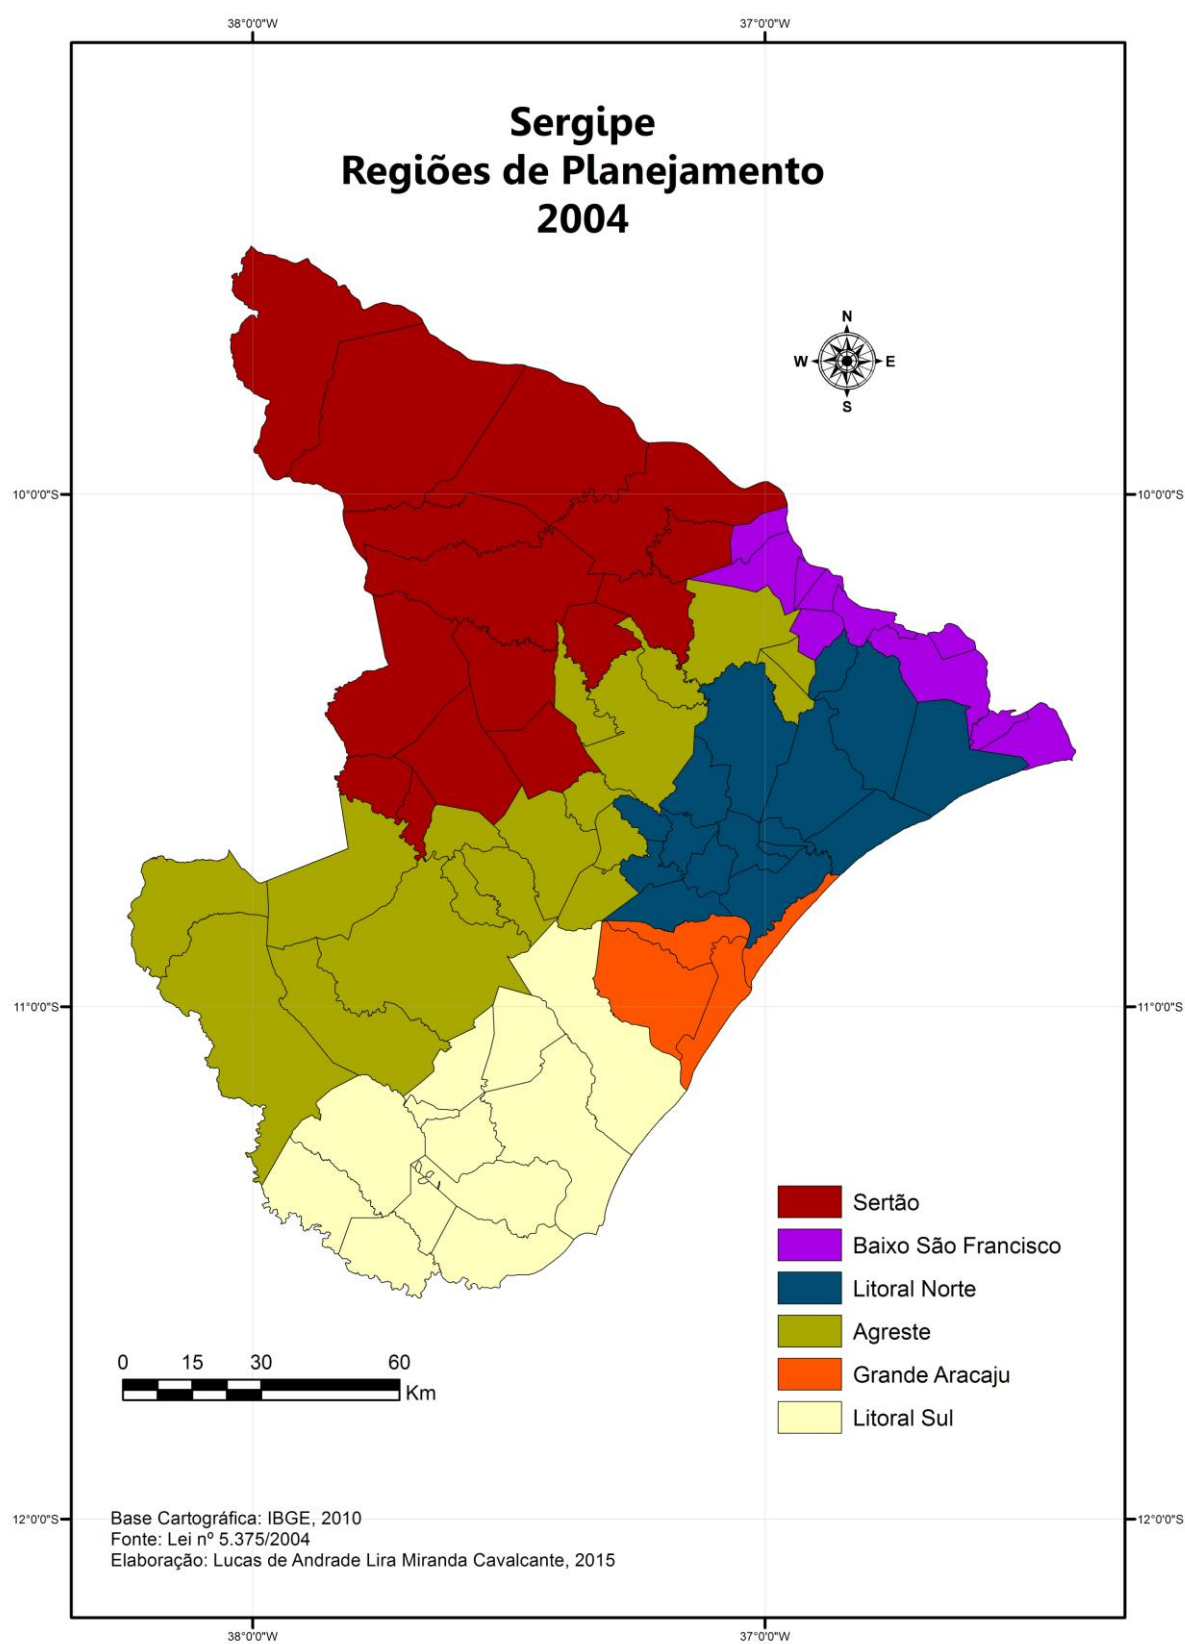 38°0'0"W 37°0'0"W
Sergipe
Regiões de Planejamento
2004
N
W E
S
10°0'0"S 10°0'0"S
11°0'0"S 11°0'0"S
Sertão
Baixo São Francisco
Litoral Norte
Agreste
Grande Aracaju
Litoral Sul
0 15 30 60
Km
12°0'0"S 12°0'0"S
Base Cartográfica: IBGE, 2010
Fonte: Lei nº 5.375/2004
Elaboração: Lucas de Andrade Lira Miranda Cavalcante, 2015
38°0'0"W 37°0'0"W